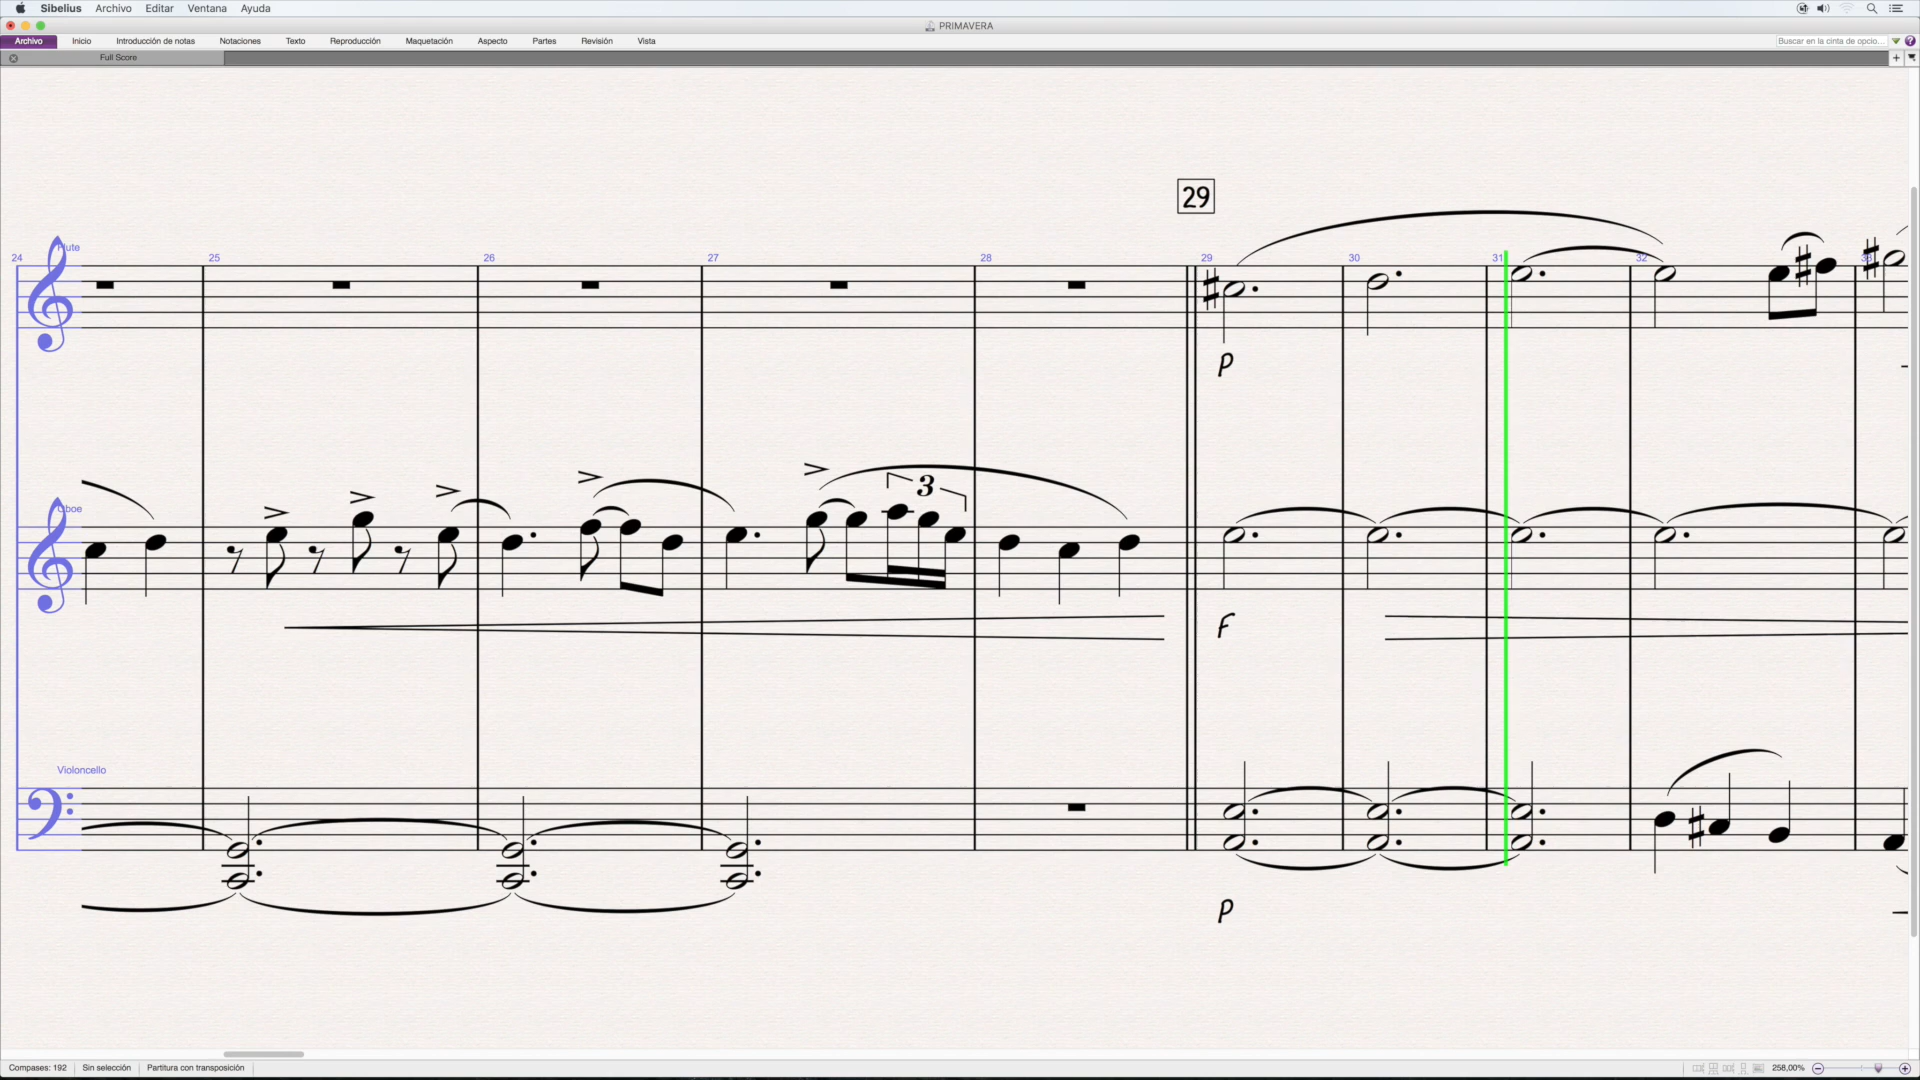 Sibelius Archivo Editar Ventana Ayuda
PRIMAVERA
Archivo Inicio Introducción de notas Notaciones Texto Reproducción Maquetación Aspecto Partes Revisión Vista Buscar en la cinta de opcio...
Full Score
29
Flute
24 25 26 27 28 29 30 31 32 33
p
3
Oboe
f
Violoncello
p
Compases: 192 Sin selección Partitura con transposición 258,00%